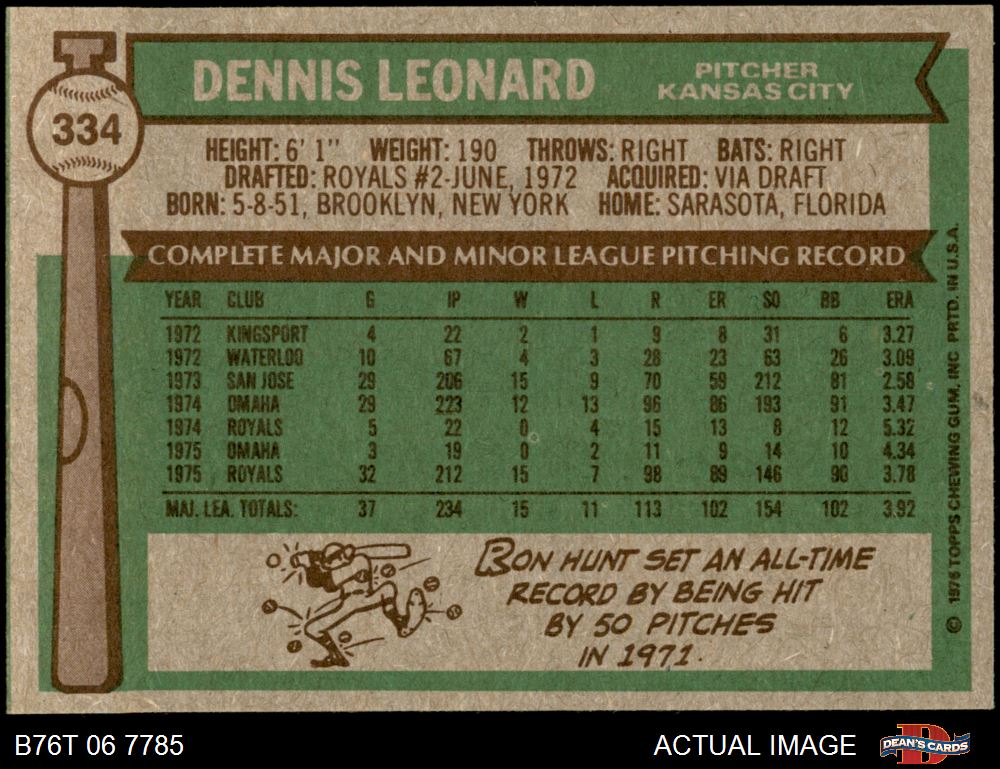 334
DENNIS LEONARD
PITCHER
KANSAS CITY
HEIGHT: 6' 1" WEIGHT: 190 THROWS: RIGHT BATS: RIGHT
DRAFTED: ROYALS #2-JUNE, 1972 ACQUIRED: VIA DRAFT
BORN: 5-8-51, BROOKLYN, NEW YORK HOME: SARASOTA, FLORIDA
COMPLETE MAJOR AND MINOR LEAGUE PITCHING RECORD
YEAR CLUB G IP W L R ER SO BB ERA
1972 KINGSPORT 4 22 2 1 9 8 31 6 3.27
1972 WATERLOO 10 67 4 3 28 23 63 26 3.09
1973 SAN JOSE 29 206 15 9 70 59 212 81 2.58
1974 OMAHA 29 223 12 13 96 86 193 91 3.47
1974 ROYALS 5 22 0 4 15 13 8 12 5.32
1975 OMAHA 3 19 0 2 11 9 14 10 4.34
1975 ROYALS 32 212 15 7 98 89 146 90 3.78
MAJ. LEA. TOTALS: 37 234 15 11 113 102 154 102 3.92
RON HUNT SET AN ALL-TIME
RECORD BY BEING HIT
BY 50 PITCHES
IN 1971.
© 1976 TOPPS CHEWING GUM, INC. PRTD. IN U.S.A.
B76T 06 7785
ACTUAL IMAGE
DEAN'S CARDS